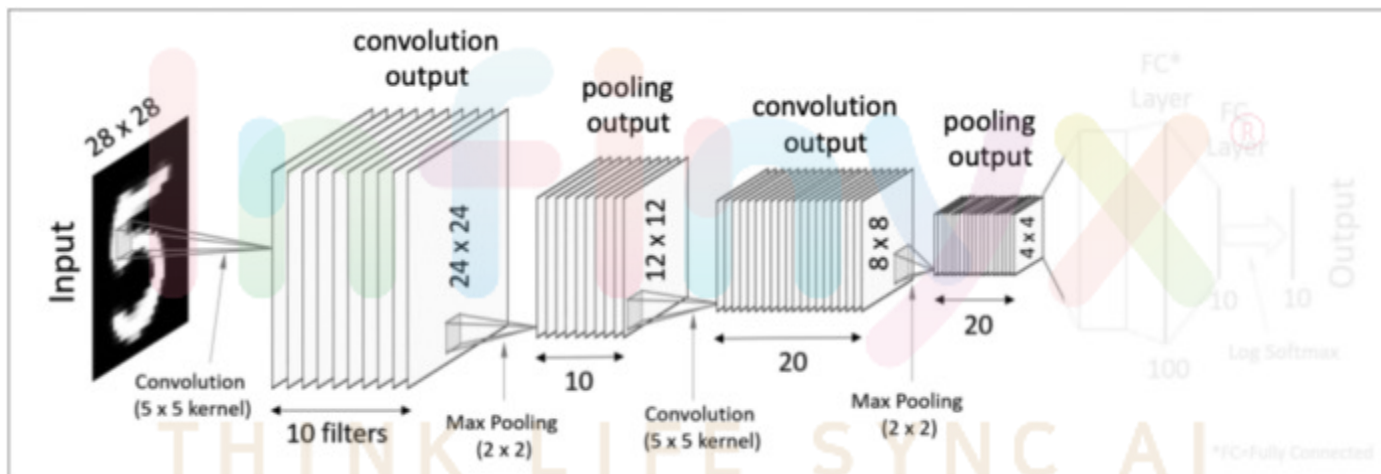 convolution
output
pooling
output
convolution
output
pooling
output
FC*
Layer
FC
Layer
28 x 28
Input
24 x 24
12 x 12
8 x 8
4 x 4
Output
Convolution
(5 x 5 kernel)
10 filters
Max Pooling
(2 x 2)
10
Convolution
(5 x 5 kernel)
20
Max Pooling
(2 x 2)
20
100
10
10
Log Softmax
*FC=Fully Connected
5
Infinyx®
THINK LIFE SYNC AI